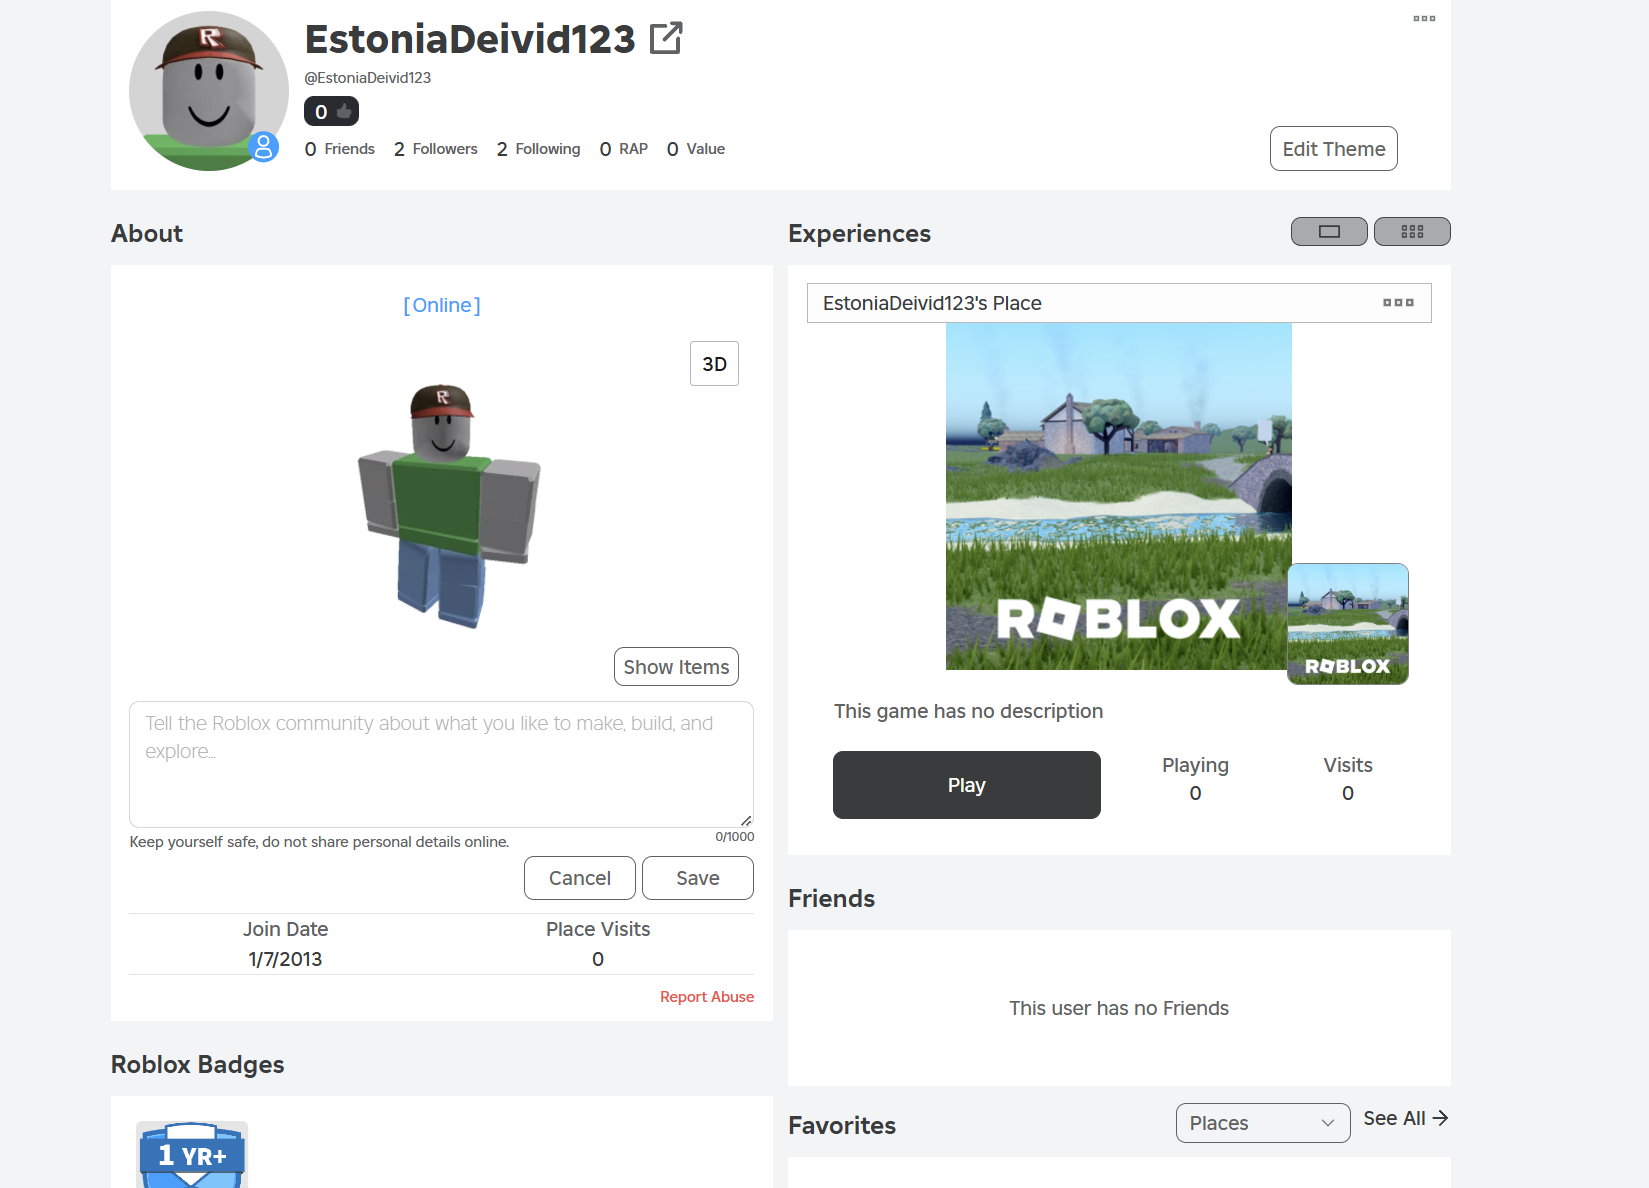 EstoniaDeivid123
@EstoniaDeivid123
0
0 Friends 2 Followers 2 Following 0 RAP 0 Value
Edit Theme
About
[Online]
3D
Show Items
Tell the Roblox community about what you like to make, build, and
explore...
Keep yourself safe, do not share personal details online.
0/1000
Cancel
Save
Join Date
1/7/2013
Place Visits
0
Report Abuse
Roblox Badges
1 YR+
Experiences
EstoniaDeivid123's Place
ROBLOX
ROBLOX
This game has no description
Play
Playing
0
Visits
0
Friends
This user has no Friends
Favorites
Places
See All